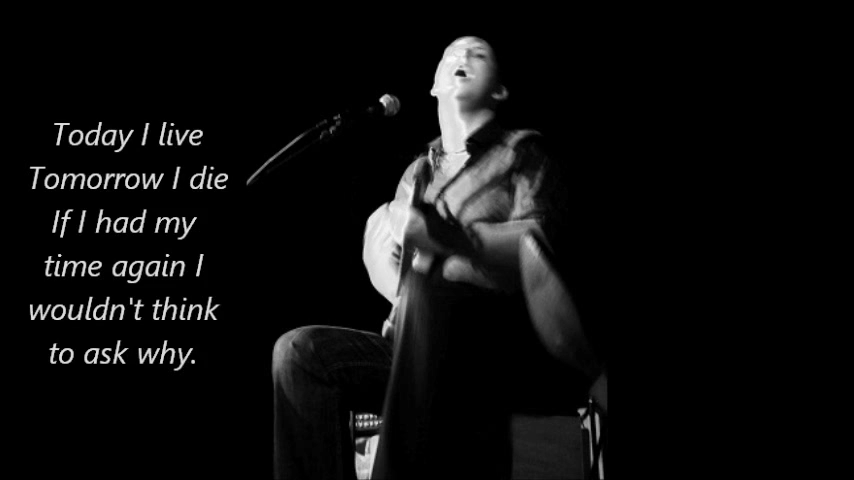 Today I live
Tomorrow I die
If I had my
time again I
wouldn't think
to ask why.